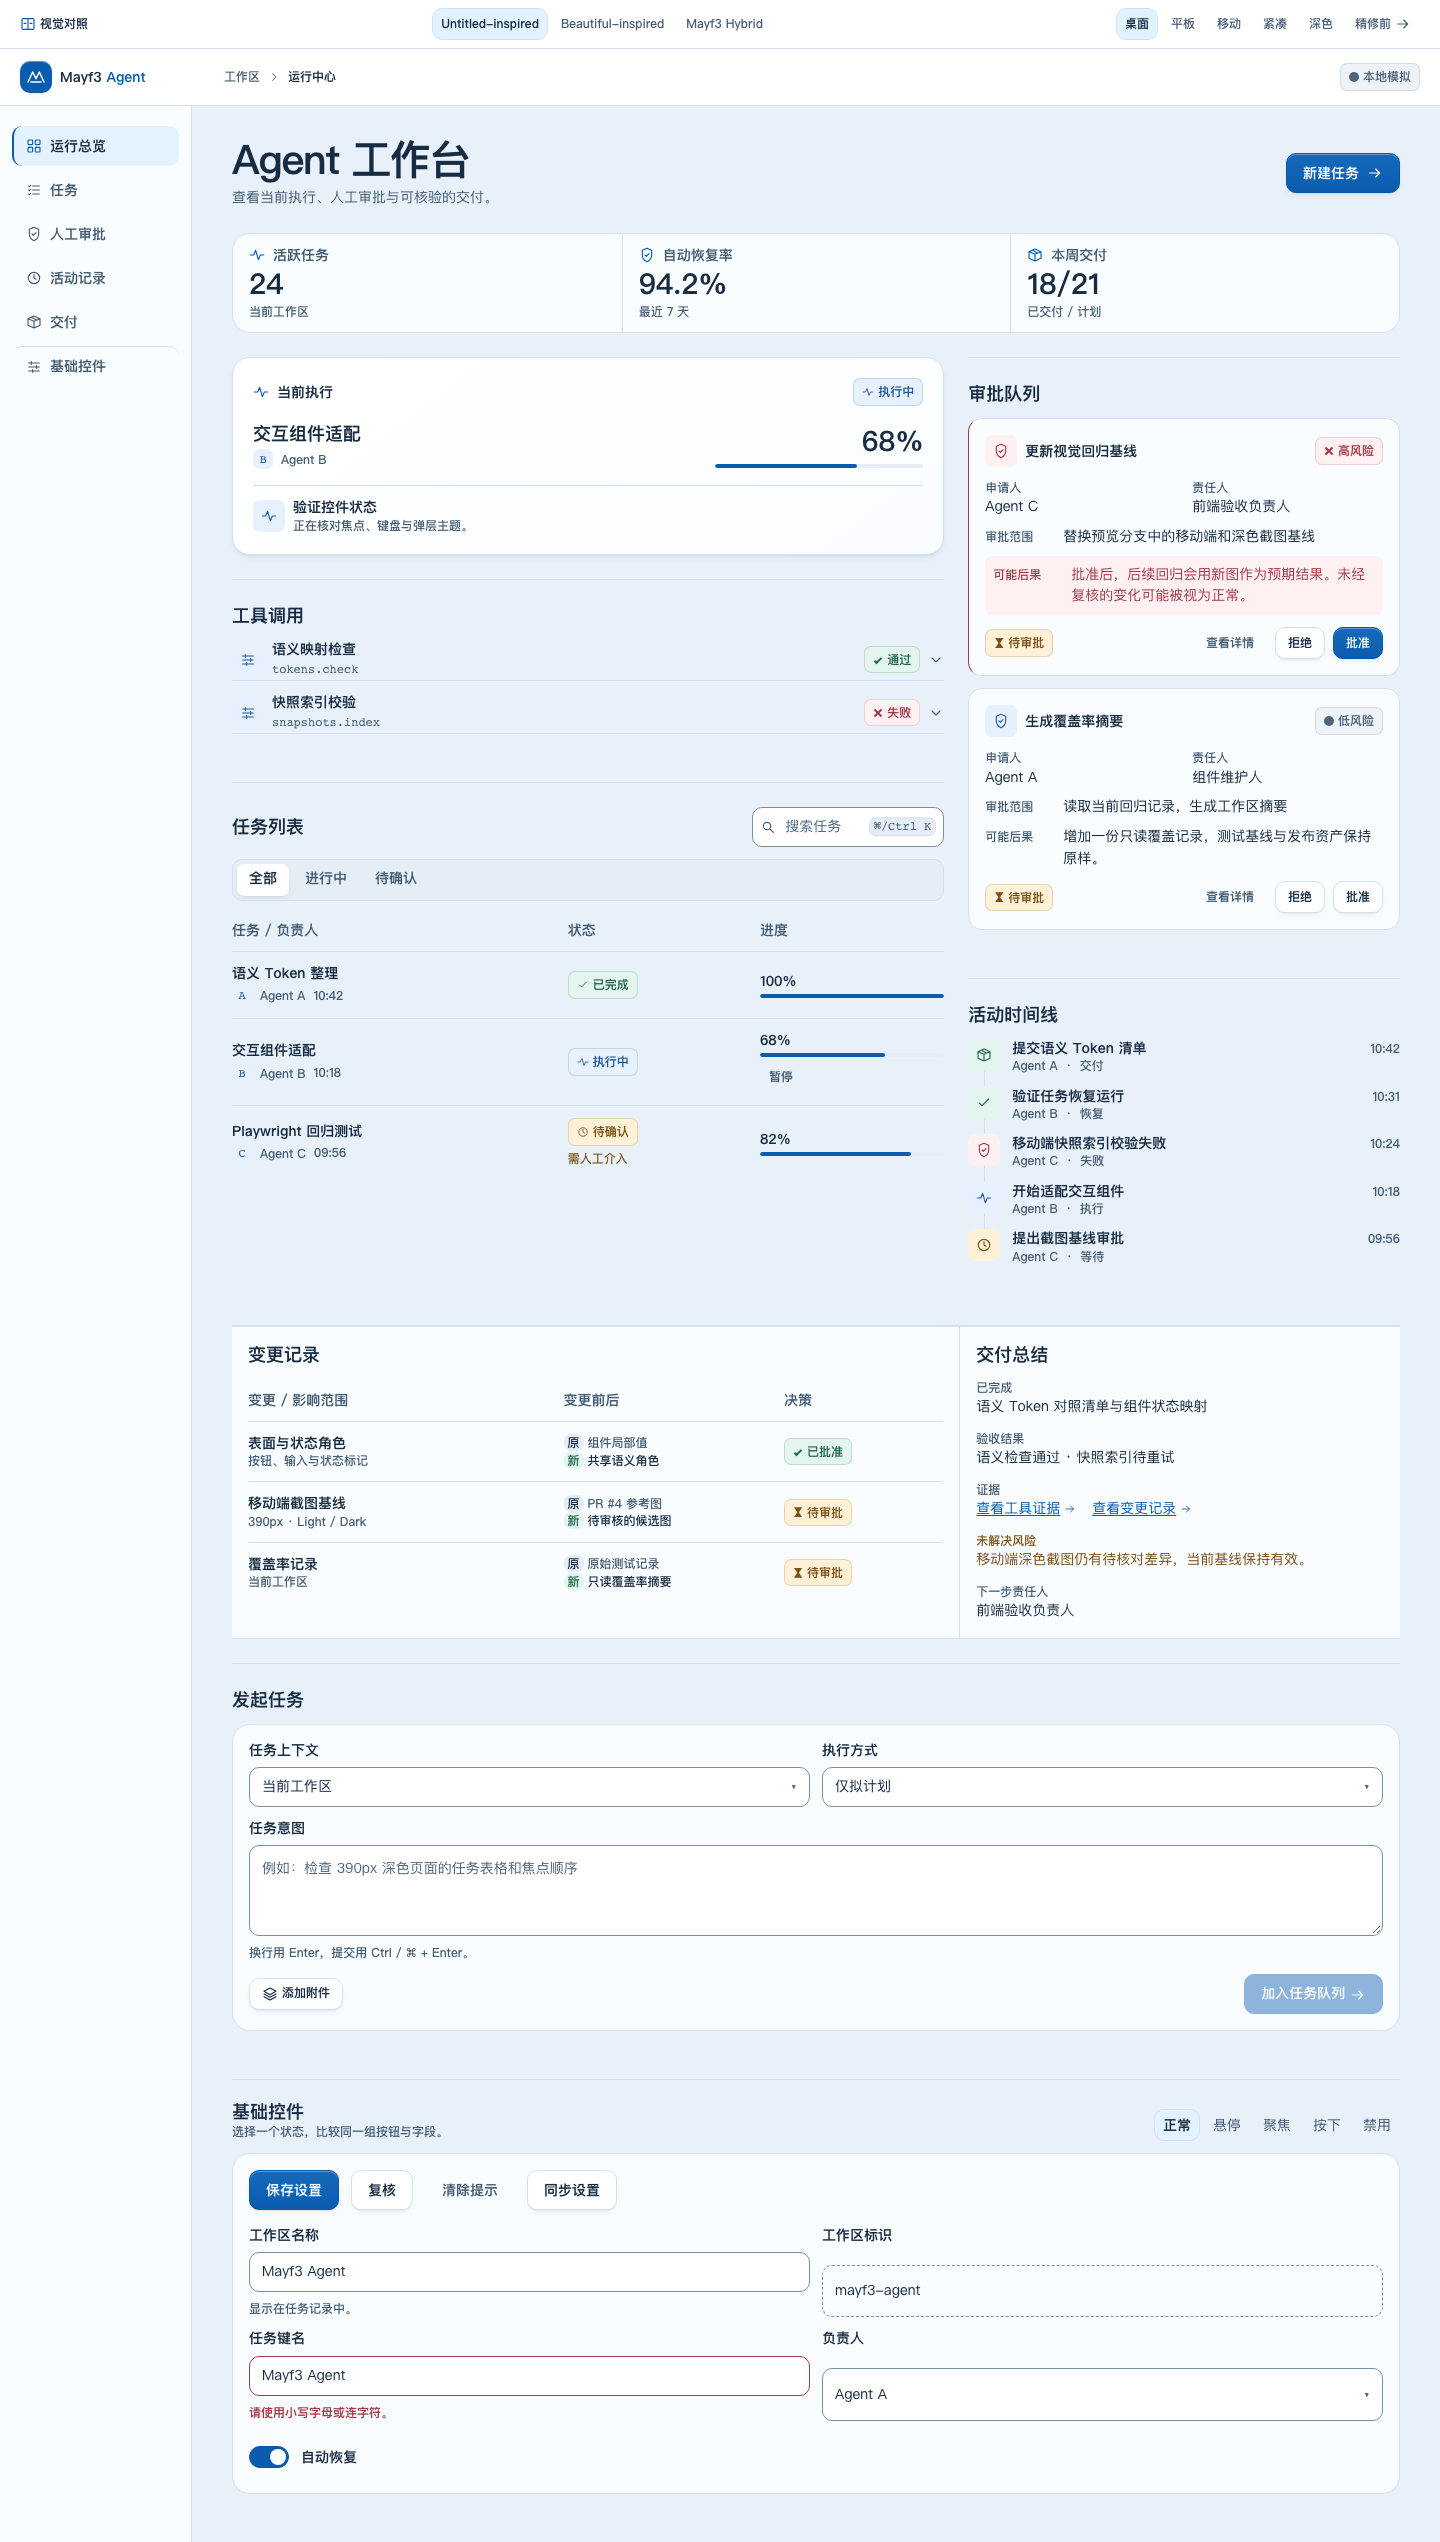 视觉对照
Untitled-inspired
Beautiful-inspired
Mayf3 Hybrid
桌面
平板
移动
紧凑
深色
精修前 →
Mayf3 Agent
工作区 > 运行中心
本地模拟
运行总览
任务
人工审批
活动记录
交付
基础控件
Agent 工作台
查看当前执行、人工审批与可核验的交付。
新建任务 →
活跃任务
24
当前工作区
自动恢复率
94.2%
最近 7 天
本周交付
18/21
已交付 / 计划
当前执行
执行中
交互组件适配
B Agent B
68%
验证控件状态
正在核对焦点、键盘与弹层主题。
工具调用
语义映射检查
tokens.check
通过
快照索引校验
snapshots.index
失败
任务列表
搜索任务
⌘/Ctrl K
全部
进行中
待确认
任务 / 负责人
状态
进度
语义 Token 整理
A Agent A 10:42
已完成
100%
交互组件适配
B Agent B 10:18
执行中
68%
暂停
Playwright 回归测试
C Agent C 09:56
待确认
需人工介入
82%
审批队列
更新视觉回归基线
高风险
申请人
Agent C
责任人
前端验收负责人
审批范围
替换预览分支中的移动端和深色截图基线
可能后果
批准后，后续回归会用新图作为预期结果。未经
复核的变化可能被视为正常。
待审批
查看详情
拒绝
批准
生成覆盖率摘要
低风险
申请人
Agent A
责任人
组件维护人
审批范围
读取当前回归记录，生成工作区摘要
可能后果
增加一份只读覆盖记录，测试基线与发布资产保持
原样。
待审批
查看详情
拒绝
批准
活动时间线
提交语义 Token 清单
10:42
Agent A · 交付
验证任务恢复运行
10:31
Agent B · 恢复
移动端快照索引校验失败
10:24
Agent C · 失败
开始适配交互组件
10:18
Agent B · 执行
提出截图基线审批
09:56
Agent C · 等待
变更记录
变更 / 影响范围
变更前后
决策
表面与状态角色
按钮、输入与状态标记
原 组件局部值
新 共享语义角色
已批准
移动端截图基线
390px · Light / Dark
原 PR #4 参考图
新 待审核的候选图
待审批
覆盖率记录
当前工作区
原 原始测试记录
新 只读覆盖率摘要
待审批
交付总结
已完成
语义 Token 对照清单与组件状态映射
验收结果
语义检查通过 · 快照索引待重试
证据
查看工具证据 → 查看变更记录 →
未解决风险
移动端深色截图仍有待核对差异，当前基线保持有效。
下一步责任人
前端验收负责人
发起任务
任务上下文
当前工作区
执行方式
仅拟计划
任务意图
例如：检查 390px 深色页面的任务表格和焦点顺序
换行用 Enter，提交用 Ctrl / ⌘ + Enter。
添加附件
加入任务队列 →
基础控件
选择一个状态，比较同一组按钮与字段。
正常
悬停
聚焦
按下
禁用
保存设置
复核
清除提示
同步设置
工作区名称
Mayf3 Agent
显示在任务记录中。
工作区标识
mayf3-agent
任务键名
Mayf3 Agent
请使用小写字母或连字符。
负责人
Agent A
自动恢复